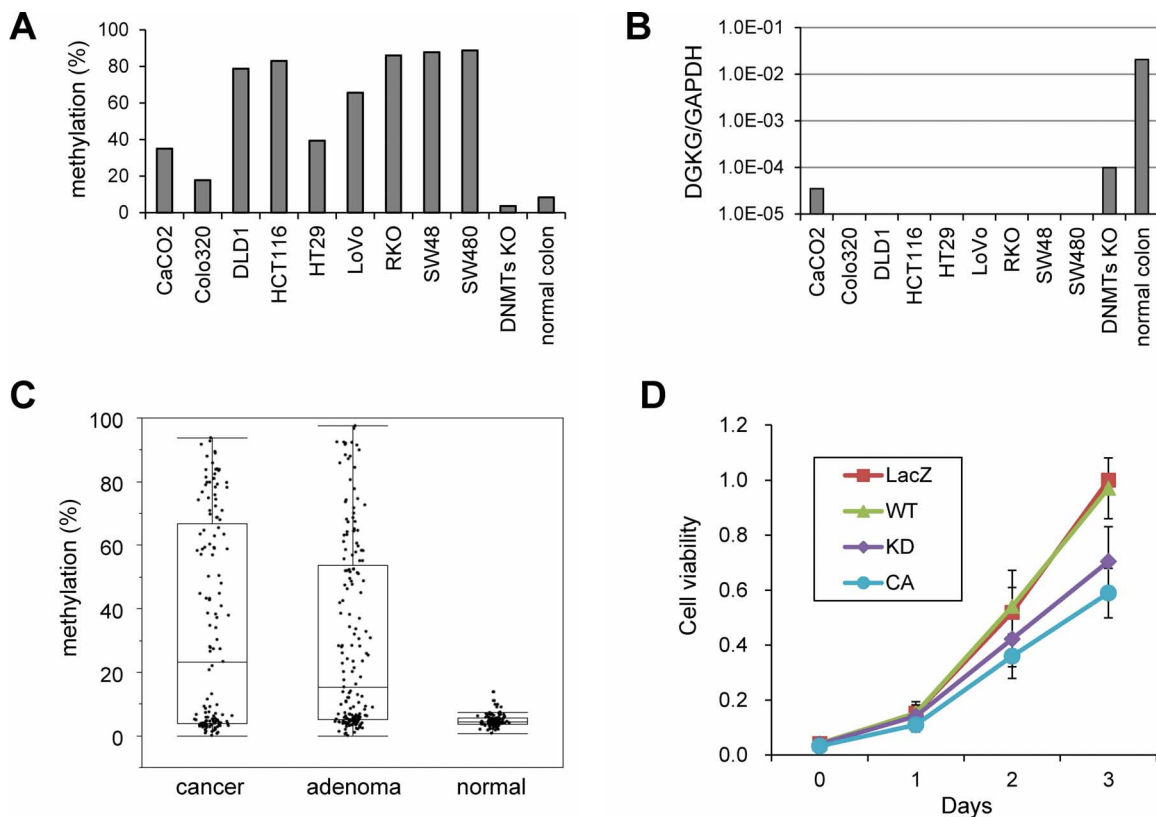 A
methylation (%)
100
80
60
40
20
0
CaCO2
Colo320
DLD1
HCT116
HT29
LoVo
RKO
SW48
SW480
DNMTs KO
normal colon
B
DGKG/GAPDH
1.0E-01
1.0E-02
1.0E-03
1.0E-04
1.0E-05
CaCO2
Colo320
DLD1
HCT116
HT29
LoVo
RKO
SW48
SW480
DNMTs KO
normal colon
C
methylation (%)
100
80
60
40
20
0
cancer
adenoma
normal
D
Cell viability
1.2
1.0
0.8
0.6
0.4
0.2
0.0
LacZ
WT
KD
CA
0
1
2
3
Days